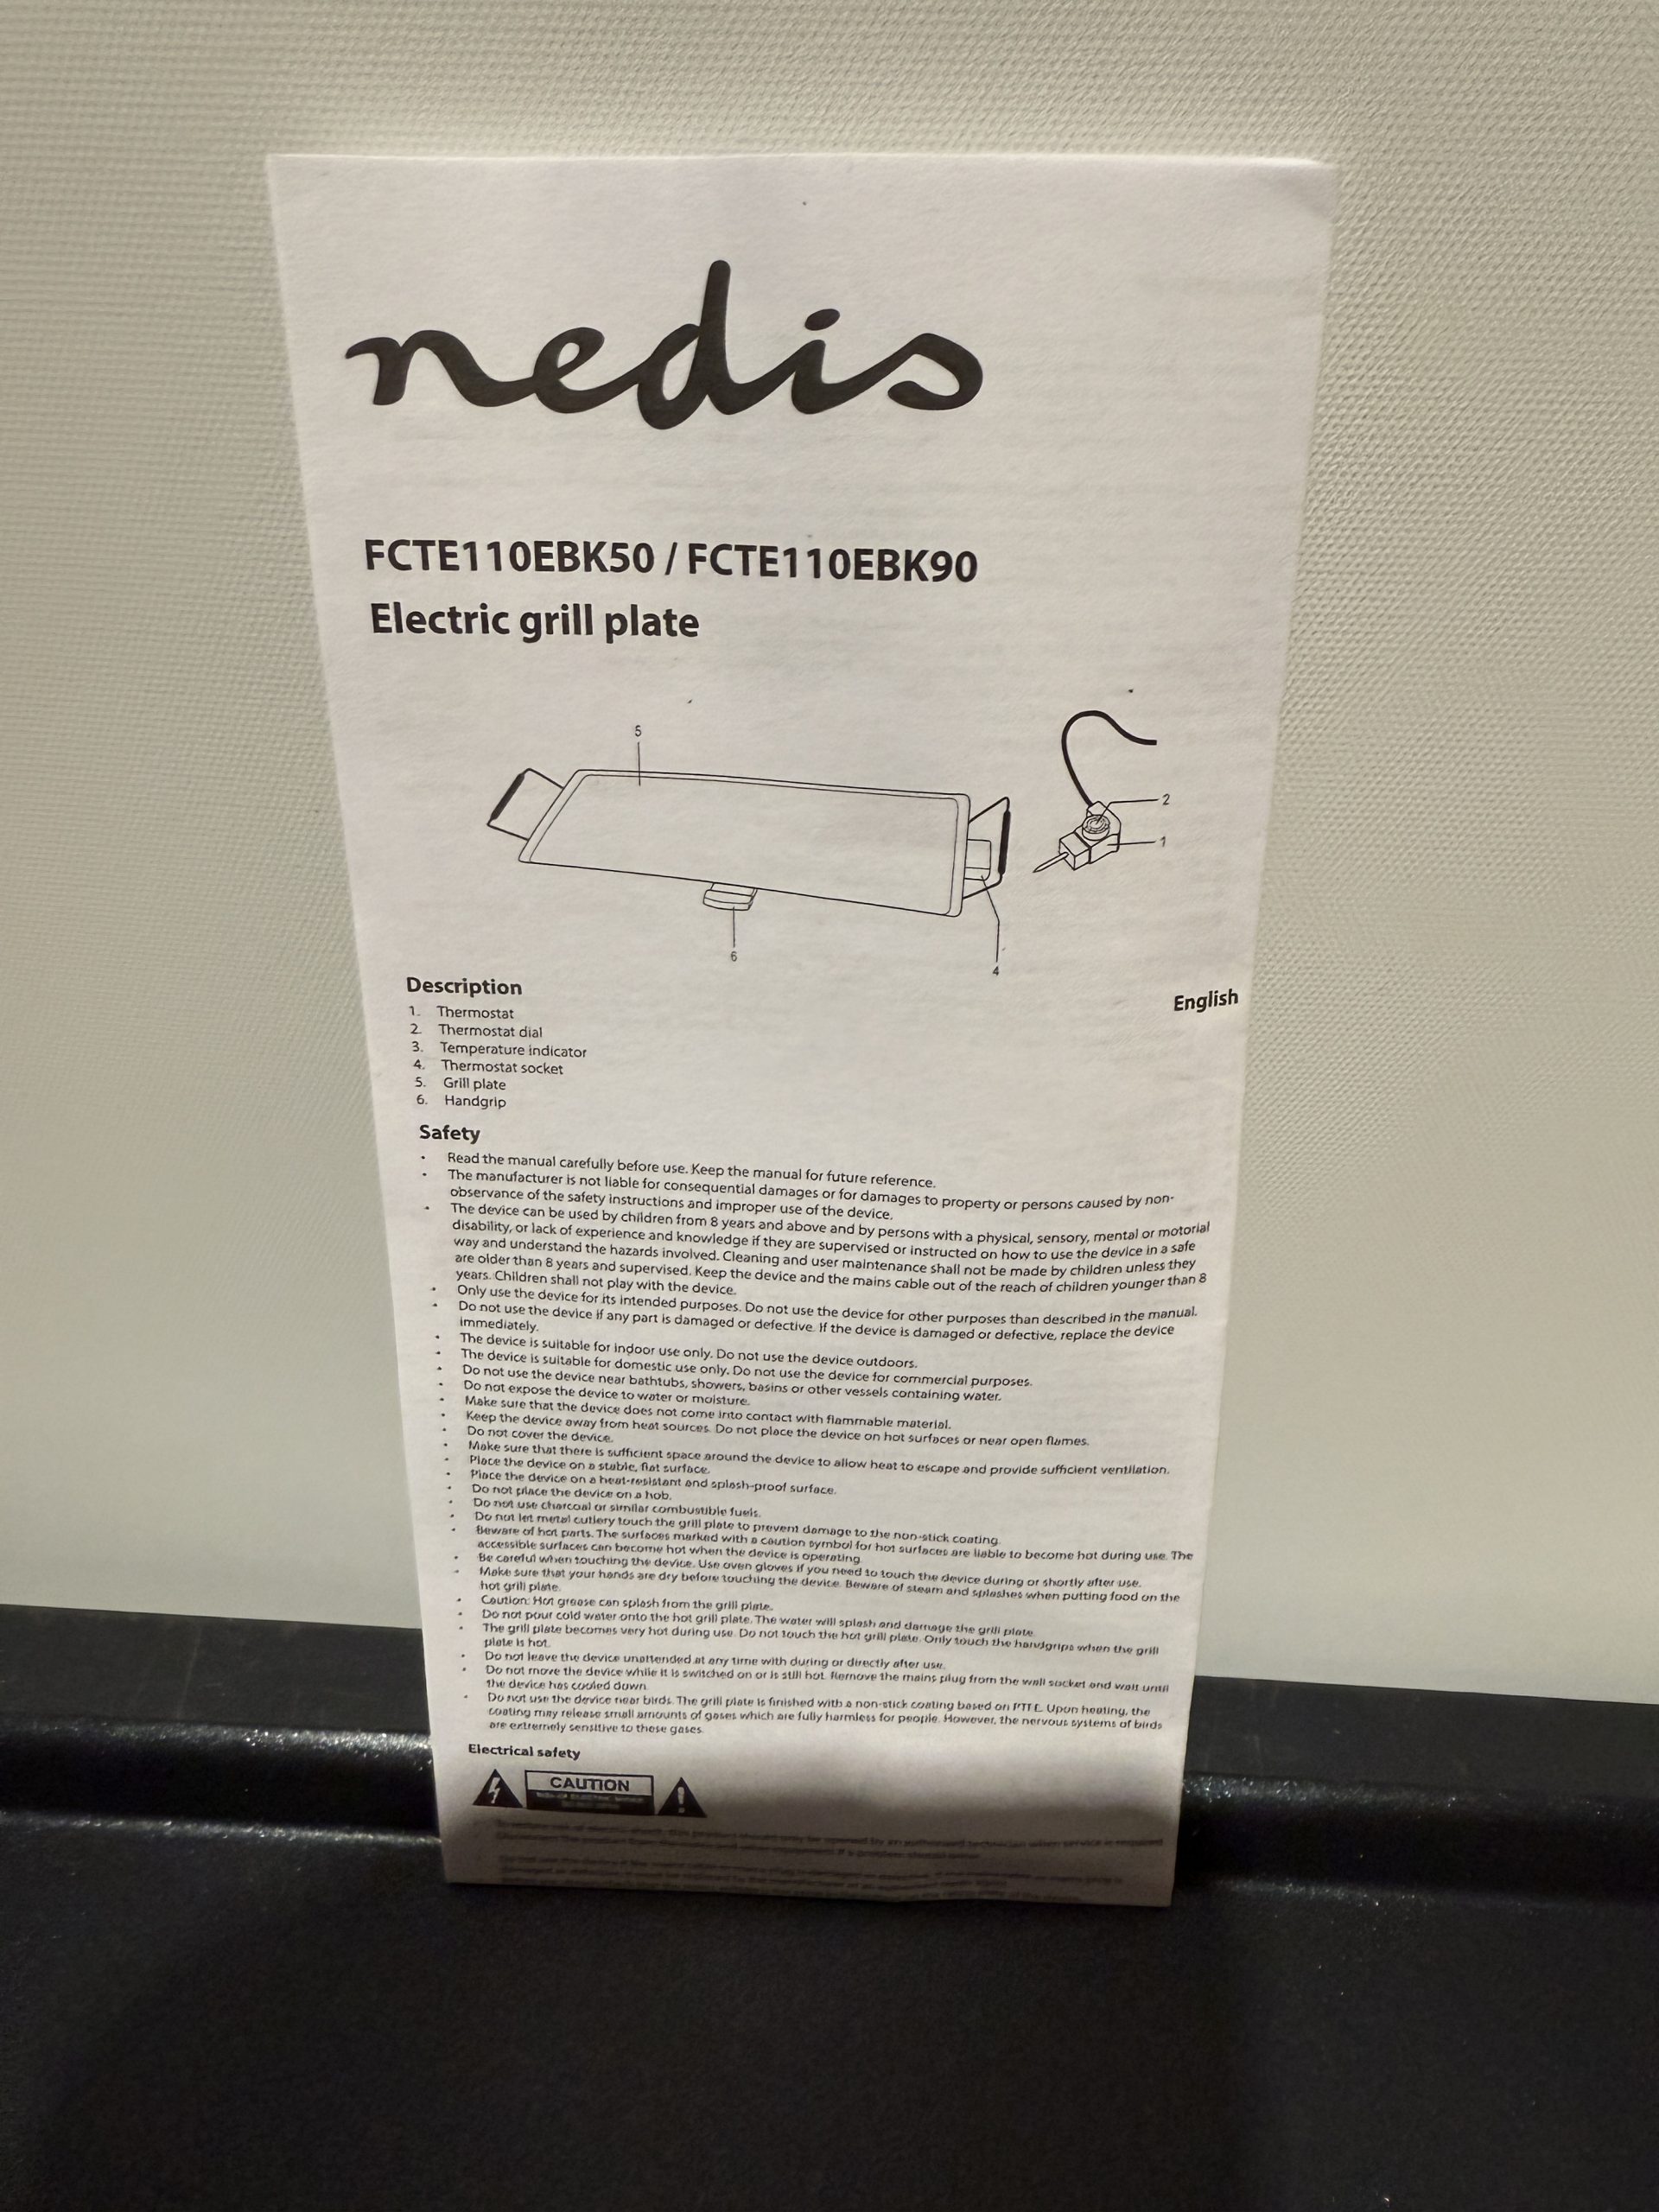 nedis
FCTE110EBK50 / FCTE110EBK90
Electric grill plate
5
2
1
6
4
Description
English
1. Thermostat
2. Thermostat dial
3. Temperature indicator
4. Thermostat socket
5. Grill plate
6. Handgrip
Safety
• Read the manual carefully before use. Keep the manual for future reference.
• The manufacturer is not liable for consequential damages or for damages to property or persons caused by non-
observance of the safety instructions and improper use of the device.
• The device can be used by children from 8 years and above and by persons with a physical, sensory, mental or motorial
disability, or lack of experience and knowledge if they are supervised or instructed on how to use the device in a safe
way and understand the hazards involved. Cleaning and user maintenance shall not be made by children unless they
are older than 8 years and supervised. Keep the device and the mains cable out of the reach of children younger than 8
years. Children shall not play with the device.
• Only use the device for its intended purposes. Do not use the device for other purposes than described in the manual.
• Do not use the device if any part is damaged or defective. If the device is damaged or defective, replace the device
immediately.
• The device is suitable for indoor use only. Do not use the device outdoors.
• The device is suitable for domestic use only. Do not use the device for commercial purposes.
• Do not use the device near bathtubs, showers, basins or other vessels containing water.
• Do not expose the device to water or moisture.
• Make sure that the device does not come into contact with flammable material.
• Keep the device away from heat sources. Do not place the device on hot surfaces or near open flames.
• Do not cover the device.
• Make sure that there is sufficient space around the device to allow heat to escape and provide sufficient ventilation.
• Place the device on a stable, flat surface.
• Place the device on a heat-resistant and splash-proof surface.
• Do not place the device on a hob.
• Do not use charcoal or similar combustible fuels.
• Do not let metal cutlery touch the grill plate to prevent damage to the non-stick coating.
• Beware of hot parts. The surfaces marked with a caution symbol for hot surfaces are liable to become hot during use. The
accessible surfaces can become hot when the device is operating.
• Be careful when touching the device. Use oven gloves if you need to touch the device during or shortly after use.
• Make sure that your hands are dry before touching the device. Beware of steam and splashes when putting food on the
hot grill plate.
• Caution: Hot grease can splash from the grill plate.
• Do not pour cold water onto the hot grill plate. The water will splash and damage the grill plate.
• The grill plate becomes very hot during use. Do not touch the hot grill plate. Only touch the handgrips when the grill
plate is hot.
• Do not leave the device unattended at any time with during or directly after use.
• Do not move the device while it is switched on or is still hot. Remove the mains plug from the wall socket and wait until
the device has cooled down.
• Do not use the device near birds. The grill plate is finished with a non-stick coating based on PTFE. Upon heating, the
coating may release small amounts of gases which are fully harmless for people. However, the nervous systems of birds
are extremely sensitive to these gases.
Electrical safety
CAUTION